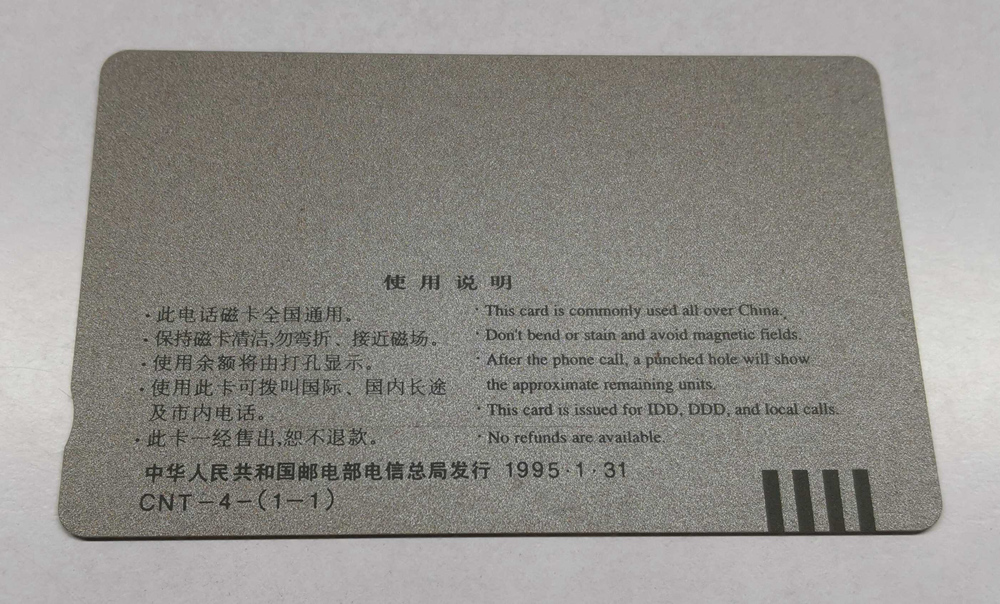 使用说明
·此电话磁卡全国通用。
·保持磁卡清洁,勿弯折、接近磁场。
·使用余额将由打孔显示。
·使用此卡可拨叫国际、国内长途
及市内电话。
·此卡一经售出,恕不退款。
·This card is commonly used all over China.
·Don't bend or stain and avoid magnetic fields.
·After the phone call, a punched hole will show
the approximate remaining units.
·This card is issued for IDD, DDD, and local calls.
·No refunds are available.
中华人民共和国邮电部电信总局发行 1995·1·31
CNT-4-(1-1)